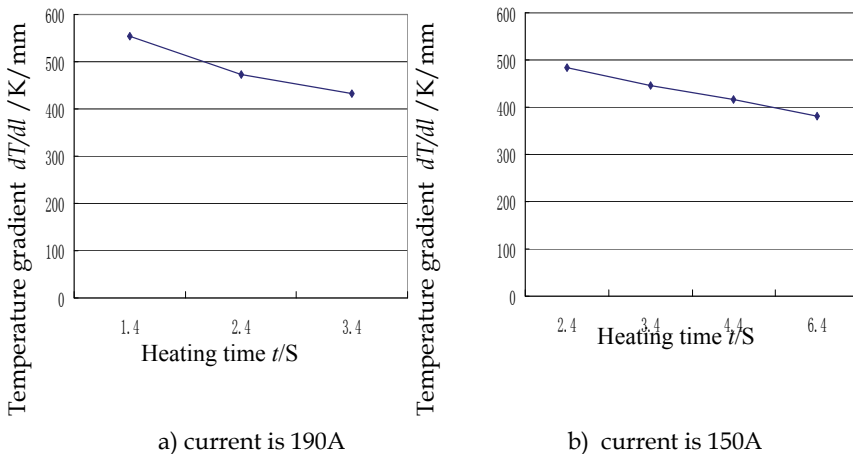 Temperature gradient dT/dl /K/mm
600
500
400
300
200
100
0
1.4 2.4 3.4
Heating time t/S
a) current is 190A
Temperature gradient dT/dl /K/mm
600
500
400
300
200
100
0
2.4 3.4 4.4 6.4
Heating time t/S
b) current is 150A